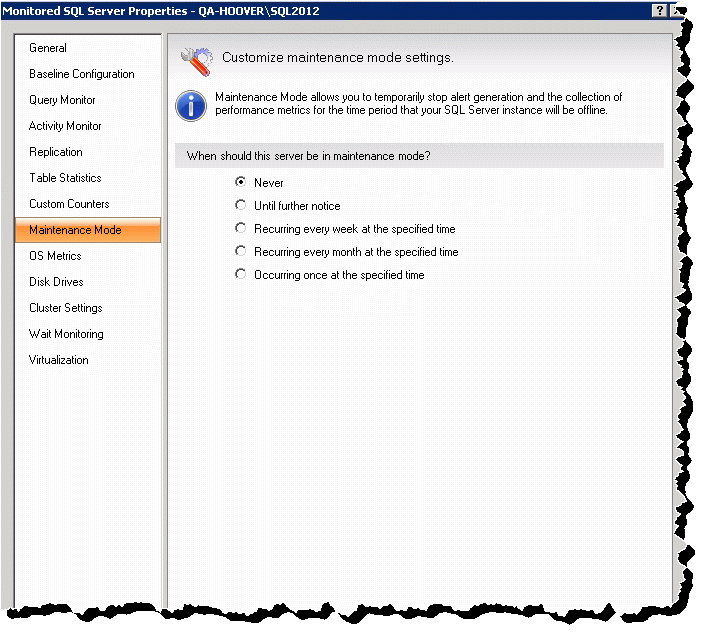 Monitored SQL Server Properties - QA-HOOVER\SQL2012
?
General
Baseline Configuration
Query Monitor
Activity Monitor
Replication
Table Statistics
Custom Counters
Maintenance Mode
OS Metrics
Disk Drives
Cluster Settings
Wait Monitoring
Virtualization
Customize maintenance mode settings.
Maintenance Mode allows you to temporarily stop alert generation and the collection of
performance metrics for the time period that your SQL Server instance will be offline.
When should this server be in maintenance mode?
Never
Until further notice
Recurring every week at the specified time
Recurring every month at the specified time
Occurring once at the specified time